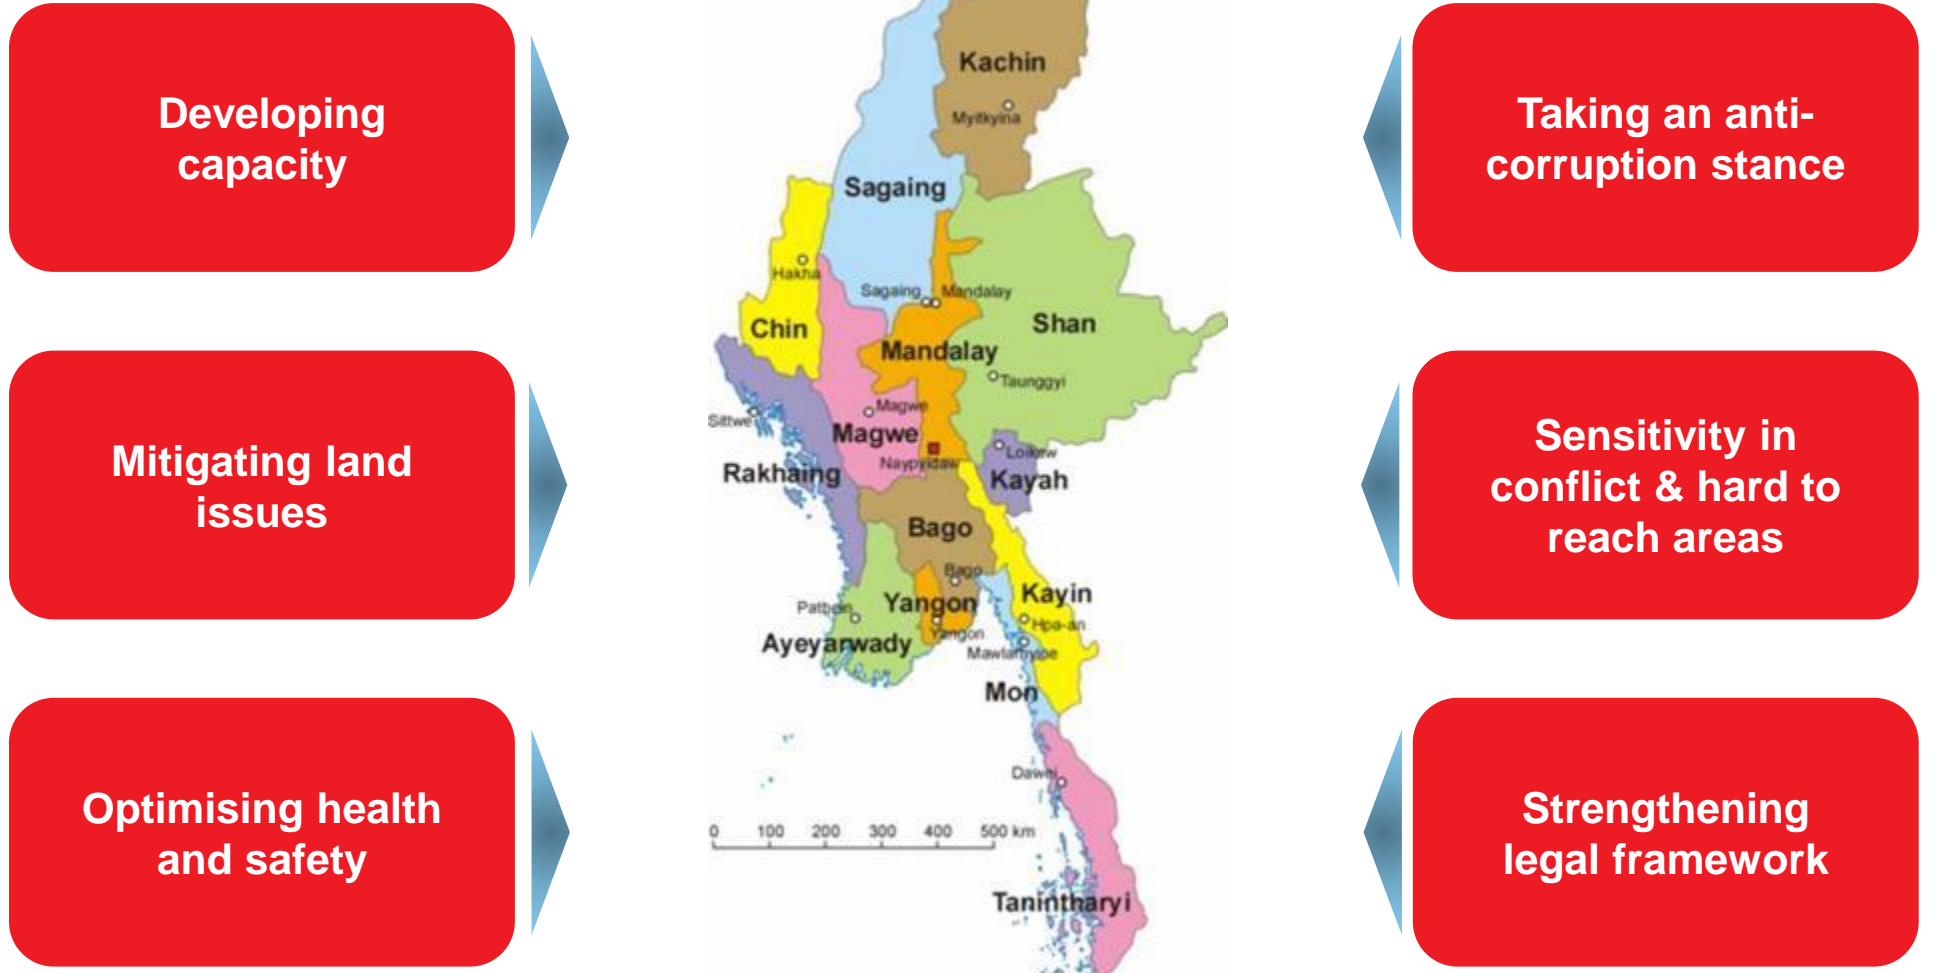 Developing
capacity
Mitigating land
issues
Optimising health
and safety
Kachin
Myitkyina
Sagaing
Hakha
Sagaing
Mandalay
Chin
Shan
Mandalay
Taunggyi
Magwe
Sittwe
Magwe
Naypyidaw
Loikaw
Rakhaing
Kayah
Bago
Bago
Yangon
Kayin
Pathein
Hpa-an
Yangon
Ayeyarwady
Mawlamyine
Mon
Dawei
0 100 200 300 400 500 km
Tanintharyi
Taking an anti-
corruption stance
Sensitivity in
conflict & hard to
reach areas
Strengthening
legal framework